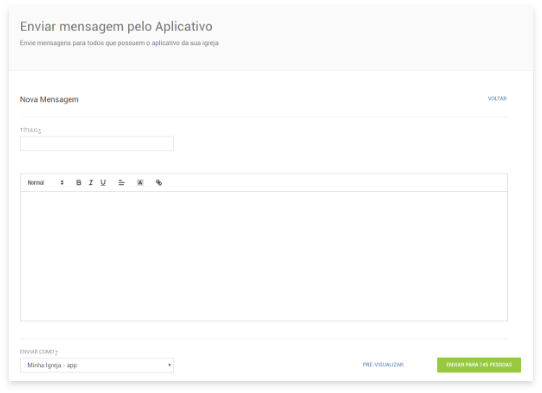 Enviar mensagem pelo Aplicativo
Envie mensagens para todos que possuem o aplicativo da sua igreja
Nova Mensagem
VOLTAR
TÍTULO *
Normal B I U A
ENVIAR COMO *
Minha Igreja - app
PRÉ-VISUALIZAR
ENVIAR PARA 145 PESSOAS